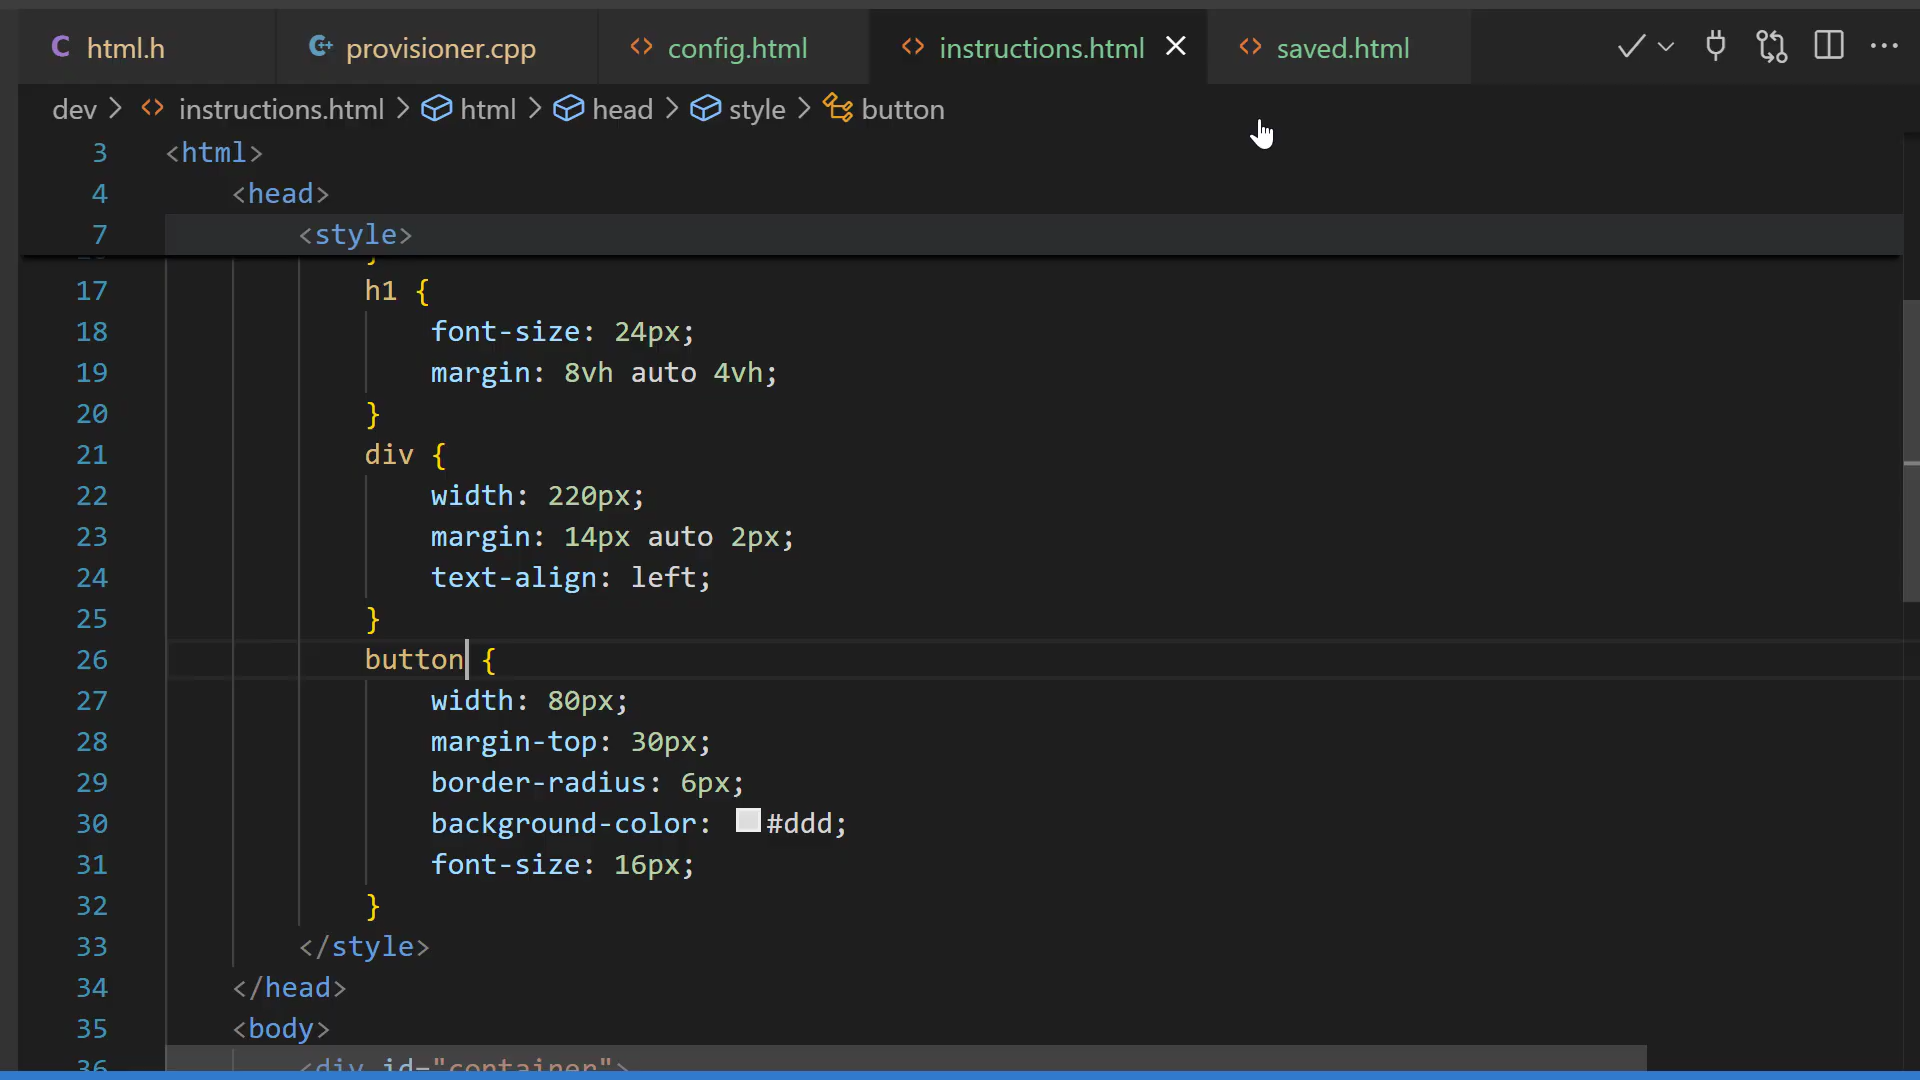 html.h provisioner.cpp config.html instructions.html saved.html
dev > instructions.html > html > head > style > button
3 <html>
4 <head>
7 <style>
}
17 h1 {
18 font-size: 24px;
19 margin: 8vh auto 4vh;
20 }
21 div {
22 width: 220px;
23 margin: 14px auto 2px;
24 text-align: left;
25 }
26 button {
27 width: 80px;
28 margin-top: 30px;
29 border-radius: 6px;
30 background-color: #ddd;
31 font-size: 16px;
32 }
33 </style>
34 </head>
35 <body>
36 <div id="container">